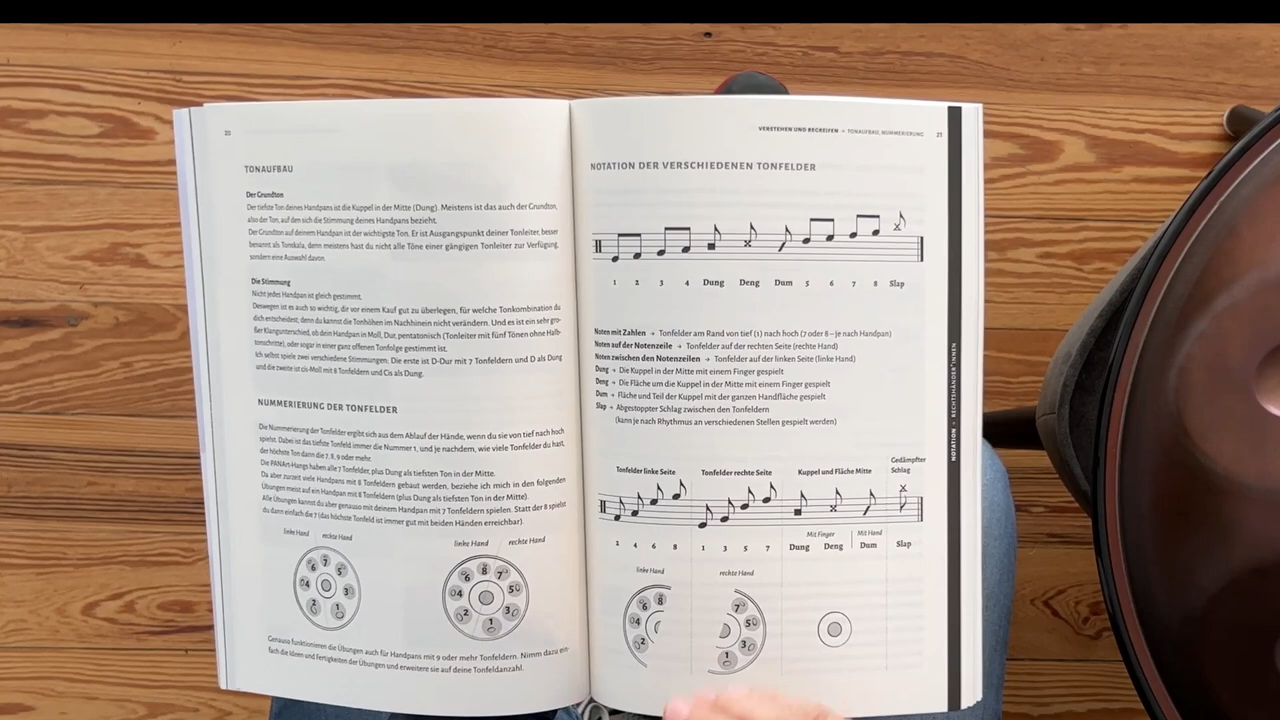 20
TONAUFBAU
Der Grundton
Der tiefste Ton deines Handpans ist die Kuppel in der Mitte (Dung). Meistens ist das auch der Grundton,
also der Ton, auf den sich die Stimmung deines Handpans bezieht.
Der Grundton auf deinem Handpan ist der wichtigste Ton. Er ist Ausgangspunkt deiner Tonleiter, besser
benannt als Tonskala, denn meistens hast du nicht alle Töne einer gängigen Tonleiter zur Verfügung,
sondern eine Auswahl davon.
Die Stimmung
Nicht jedes Handpan ist gleich gestimmt.
Deswegen ist es auch so wichtig, dir vor einem Kauf gut zu überlegen, für welche Tonkombination du
dich entscheidest, denn du kannst die Tonhöhen im Nachhinein nicht verändern. Und es ist ein sehr gro-
ßer Klangunterschied, ob dein Handpan in Moll, Dur, pentatonisch (Tonleiter mit fünf Tönen ohne Halb-
tonschritte), oder sogar in einer ganz offenen Tonfolge gestimmt ist.
Ich selbst spiele zwei verschiedene Stimmungen: Die erste ist D-Dur mit 7 Tonfeldern und D als Dung
und die zweite ist cis-Moll mit 8 Tonfeldern und Cis als Dung.
NUMMERIERUNG DER TONFELDER
Die Nummerierung der Tonfelder ergibt sich aus dem Ablauf der Hände, wenn du sie von tief nach hoch
spielst. Dabei ist das tiefste Tonfeld immer die Nummer 1, und je nachdem, wie viele Tonfelder du hast,
der höchste Ton dann die 7, 8, 9 oder mehr.
Die PANArt-Hangs haben alle 7 Tonfelder, plus Dung als tiefsten Ton in der Mitte.
Da aber zurzeit viele Handpans mit 8 Tonfeldern gebaut werden, beziehe ich mich in den folgenden
Übungen meist auf ein Handpan mit 8 Tonfeldern (plus Dung als tiefsten Ton in der Mitte).
Alle Übungen kannst du aber genauso mit deinem Handpan mit 7 Tonfeldern spielen. Statt der 8 spielst
du dann einfach die 7 (das höchste Tonfeld ist immer gut mit beiden Händen erreichbar).
linke Hand rechte Hand linke Hand rechte Hand
6 7 5 4 3 2 1
6 8 7 4 5 2 3 1
Genauso funktionieren die Übungen auch für Handpans mit 9 oder mehr Tonfeldern. Nimm dazu ein-
fach die Ideen und Fertigkeiten der Übungen und erweitere sie auf deine Tonfeldanzahl.
VERSTEHEN UND BEGREIFEN → TONAUFBAU, NUMMERIERUNG 21
NOTATION DER VERSCHIEDENEN TONFELDER
1 2 3 4 Dung Deng Dum 5 6 7 8 Slap
Noten mit Zahlen → Tonfelder am Rand von tief (1) nach hoch (7 oder 8 – je nach Handpan)
Noten auf der Notenzeile → Tonfelder auf der rechten Seite (rechte Hand)
Noten zwischen den Notenzeilen → Tonfelder auf der linken Seite (linke Hand)
Dung → Die Kuppel in der Mitte mit einem Finger gespielt
Deng → Die Fläche um die Kuppel in der Mitte mit einem Finger gespielt
Dum → Fläche und Teil der Kuppel mit der ganzen Handfläche gespielt
Slap → Abgestoppter Schlag zwischen den Tonfeldern
(kann je nach Rhythmus an verschiedenen Stellen gespielt werden)
Tonfelder linke Seite Tonfelder rechte Seite Kuppel und Fläche Mitte Gedämpfter
Schlag
Mit Finger Mit Hand
2 4 6 8 1 3 5 7 Dung Deng Dum Slap
linke Hand rechte Hand
6 8 4 2
7 5 3 1
NOTATION → RECHTSHÄNDER*INNEN